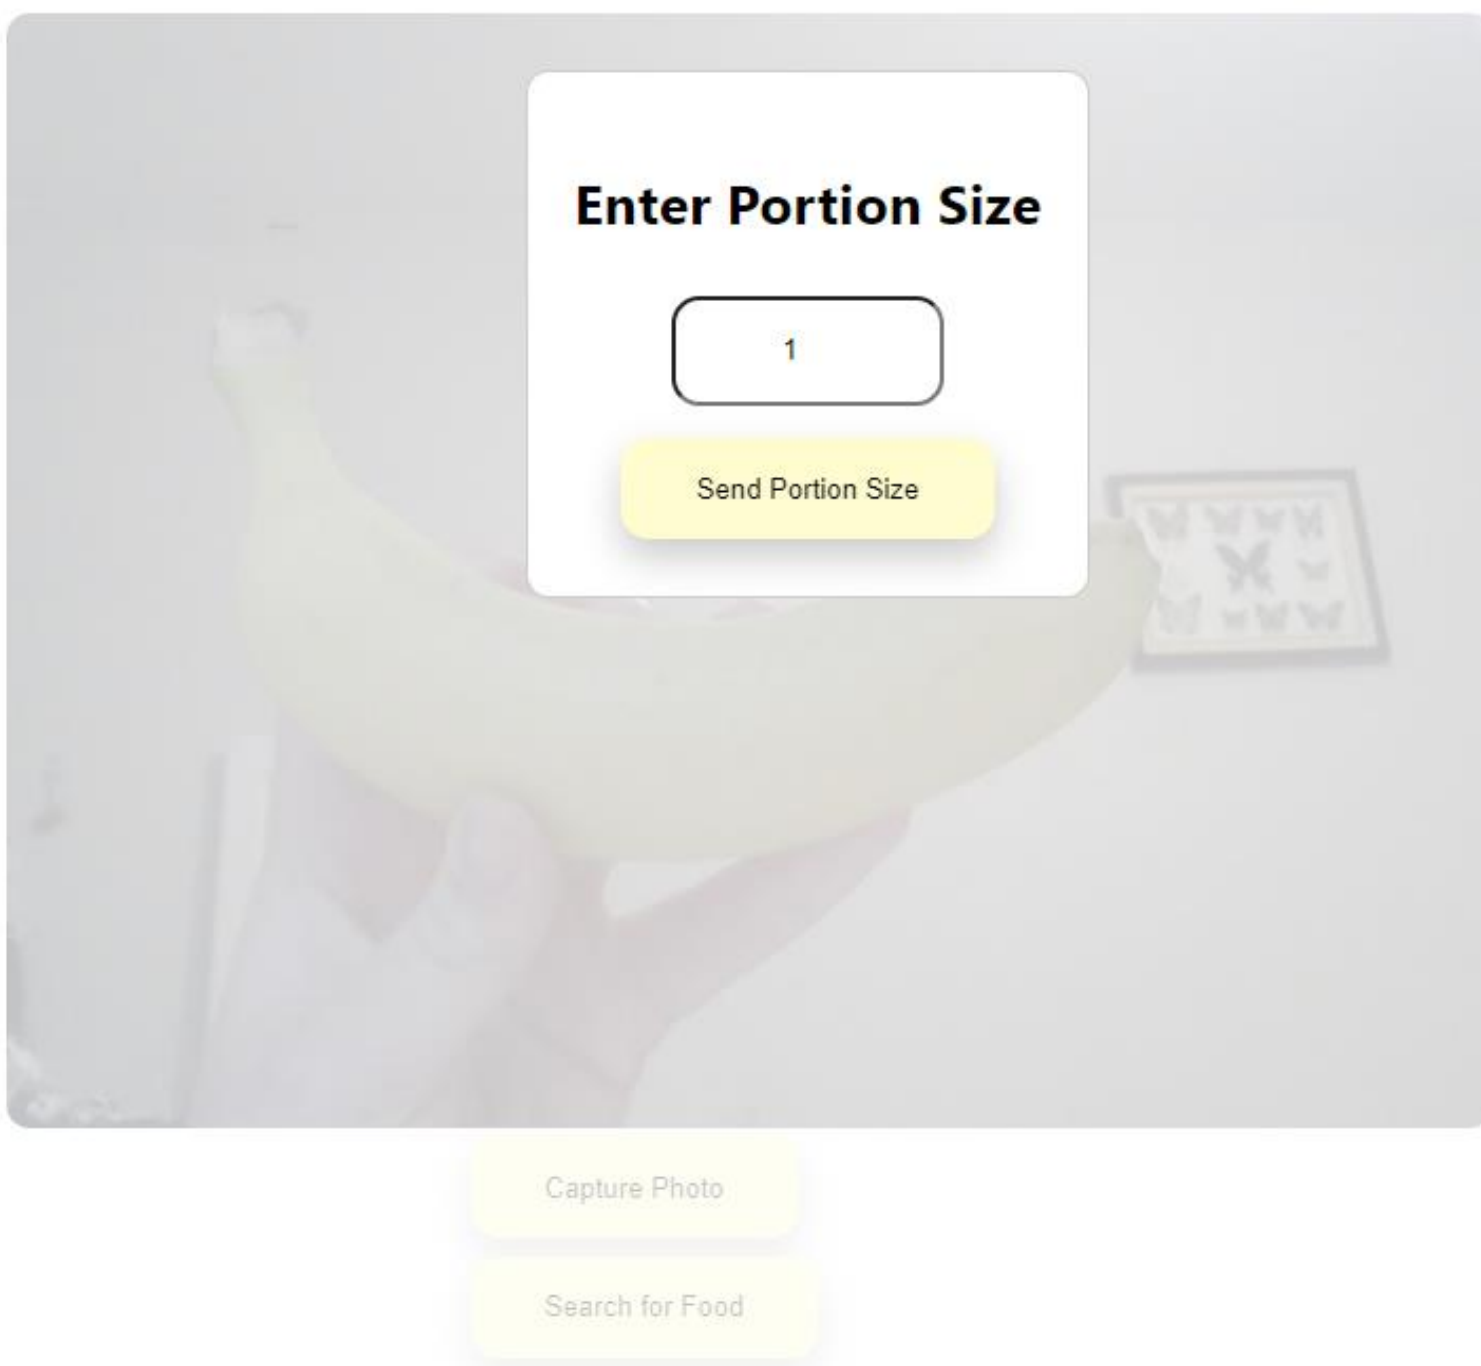 Enter Portion Size
1
Send Portion Size
Capture Photo
Search for Food